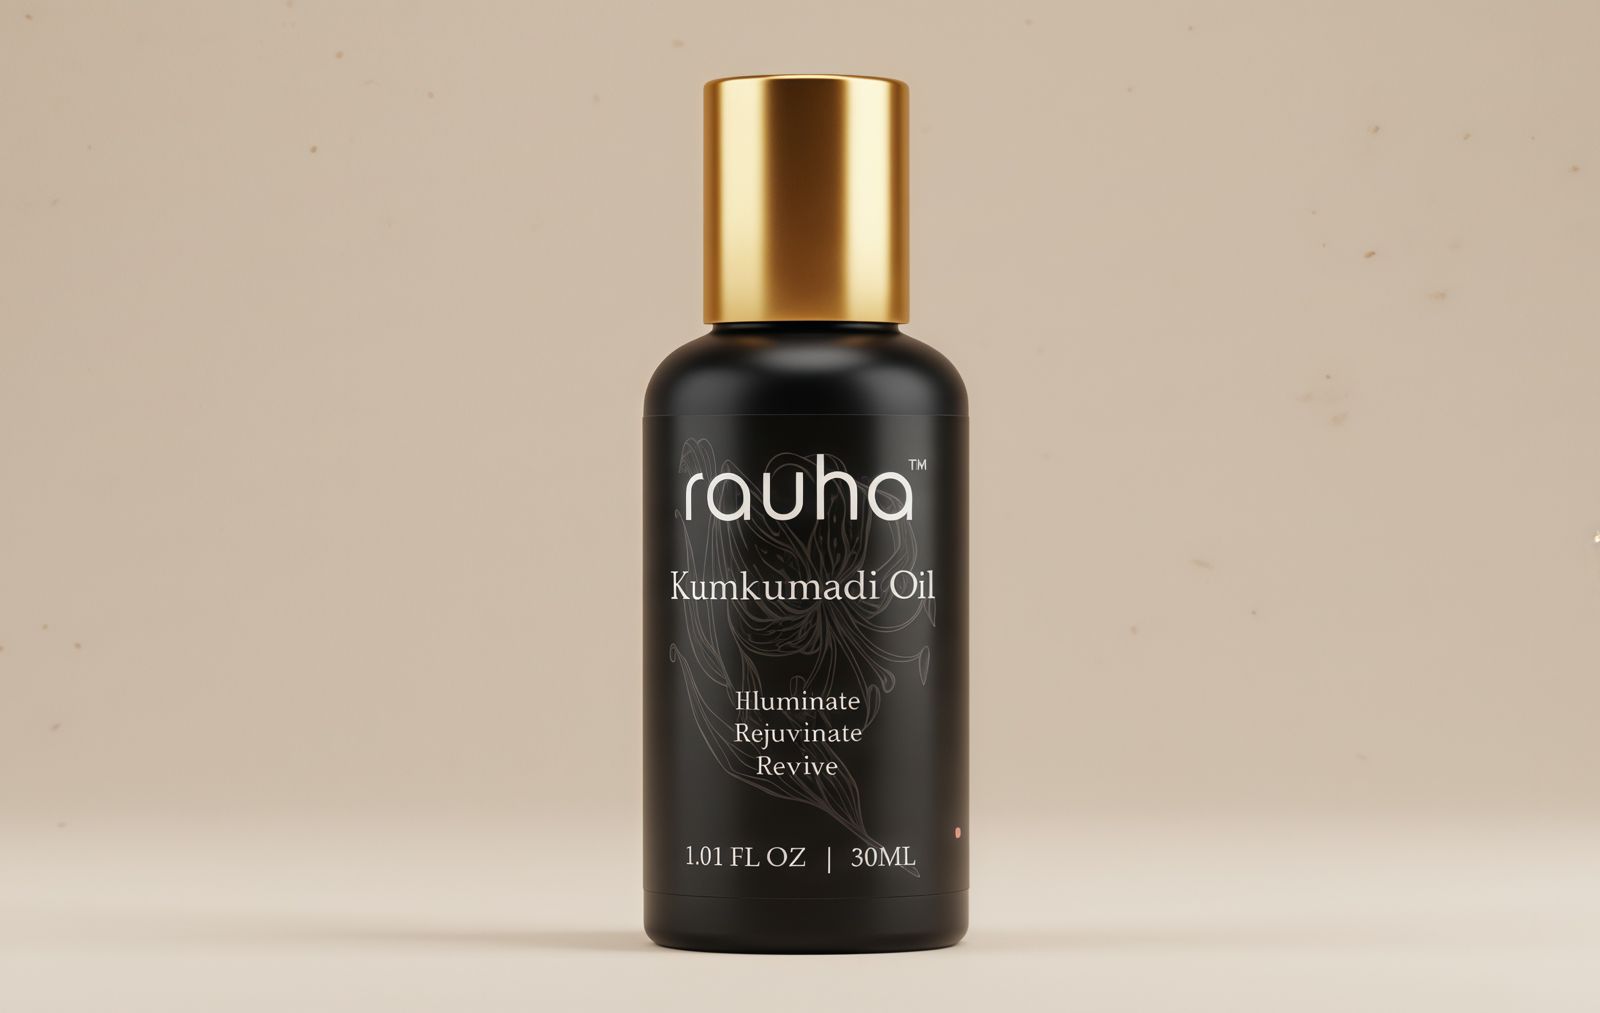 rauha™
Kumkumadi Oil
Illuminate
Rejuvinate
Revive
1.01 FL OZ | 30ML